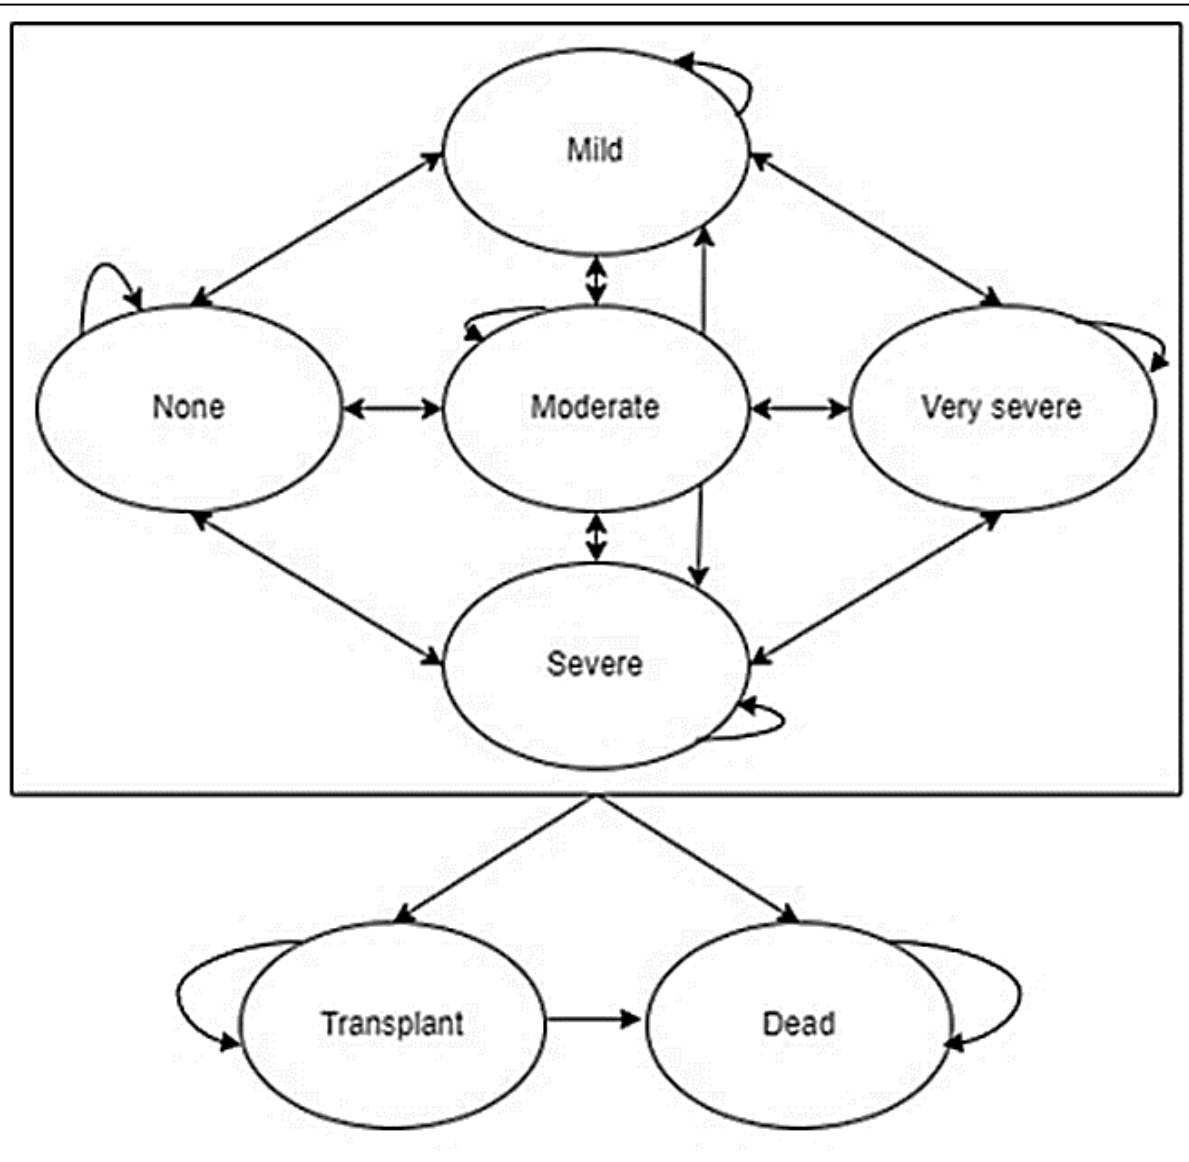 Mild
None
Moderate
Very severe
Severe
Transplant
Dead